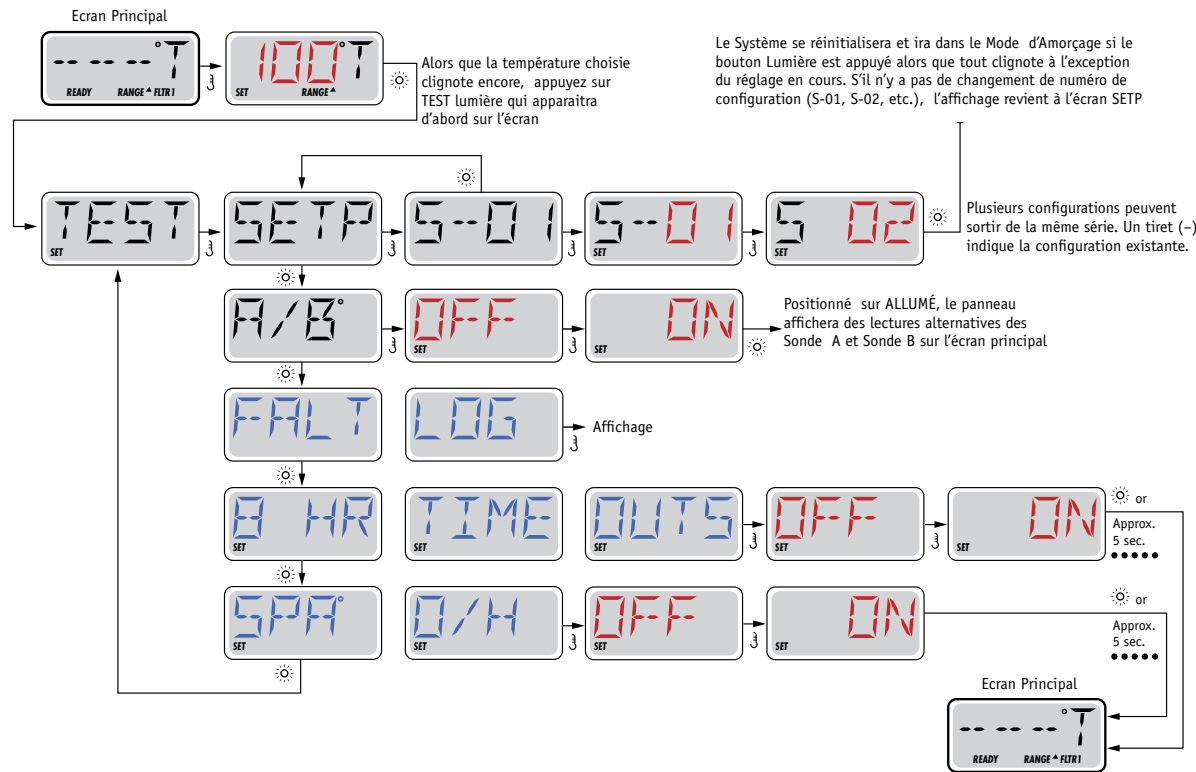 Ecran Principal
-- -- -- °T
READY RANGE FLTR1
100°T
SET RANGE
Alors que la température choisie
clignote encore, appuyez sur
TEST lumière qui apparaitra
d'abord sur l'écran
Le Système se réinitialisera et ira dans le Mode d'Amorçage si le
bouton Lumière est appuyé alors que tout clignote à l'exception
du réglage en cours. S'il n'y a pas de changement de numéro de
configuration (S-01, S-02, etc.), l'affichage revient à l'écran SETP
TEST
SET
SETP
S--01
S--01
SET
S 02
SET
Plusieurs configurations peuvent
sortir de la même série. Un tiret (–)
indique la configuration existante.
A/B°
OFF
SET
ON
SET
Positionné sur ALLUMÉ, le panneau
affichera des lectures alternatives des
Sonde A et Sonde B sur l'écran principal
FALT
LOG
Affichage
8 HR
SET
TIME
SET
OUTS
SET
OFF
SET
ON
SET
or
Approx.
5 sec.
SPA°
SET
O/H
SET
OFF
SET
ON
SET
or
Approx.
5 sec.
Ecran Principal
-- -- -- °T
READY RANGE FLTR1